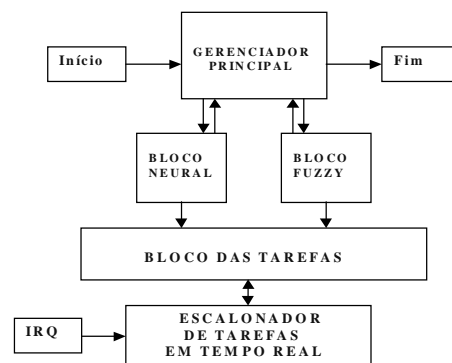 GERENCIADOR
PRINCIPAL
Início
Fim
BLOCO
NEURAL
BLOCO
FUZZY
BLOCO DAS TAREFAS
IRQ
ESCALONADOR
DE TAREFAS
EM TEMPO REAL